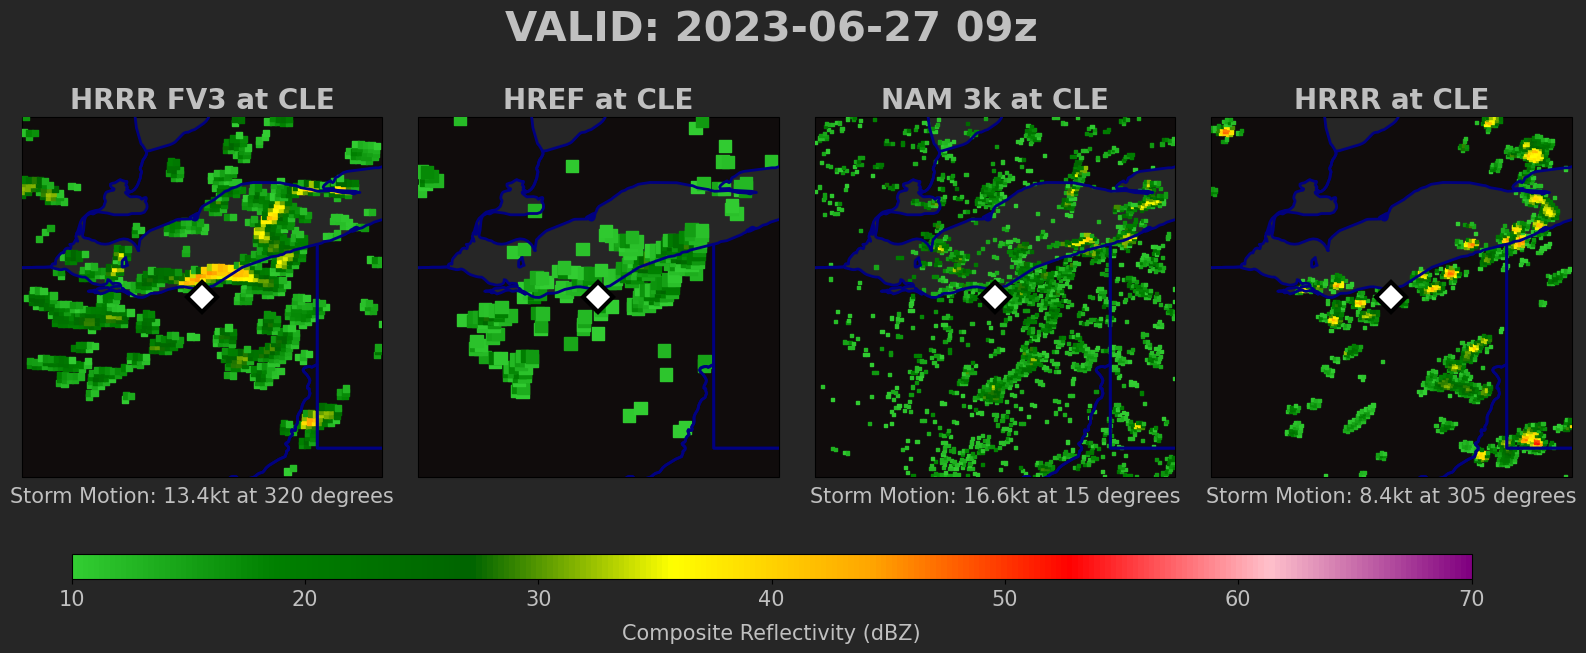 VALID: 2023-06-27 09z
HRRR FV3 at CLE
HREF at CLE
NAM 3k at CLE
HRRR at CLE
Storm Motion: 13.4kt at 320 degrees
Storm Motion: 16.6kt at 15 degrees
Storm Motion: 8.4kt at 305 degrees
10 20 30 40 50 60 70
Composite Reflectivity (dBZ)